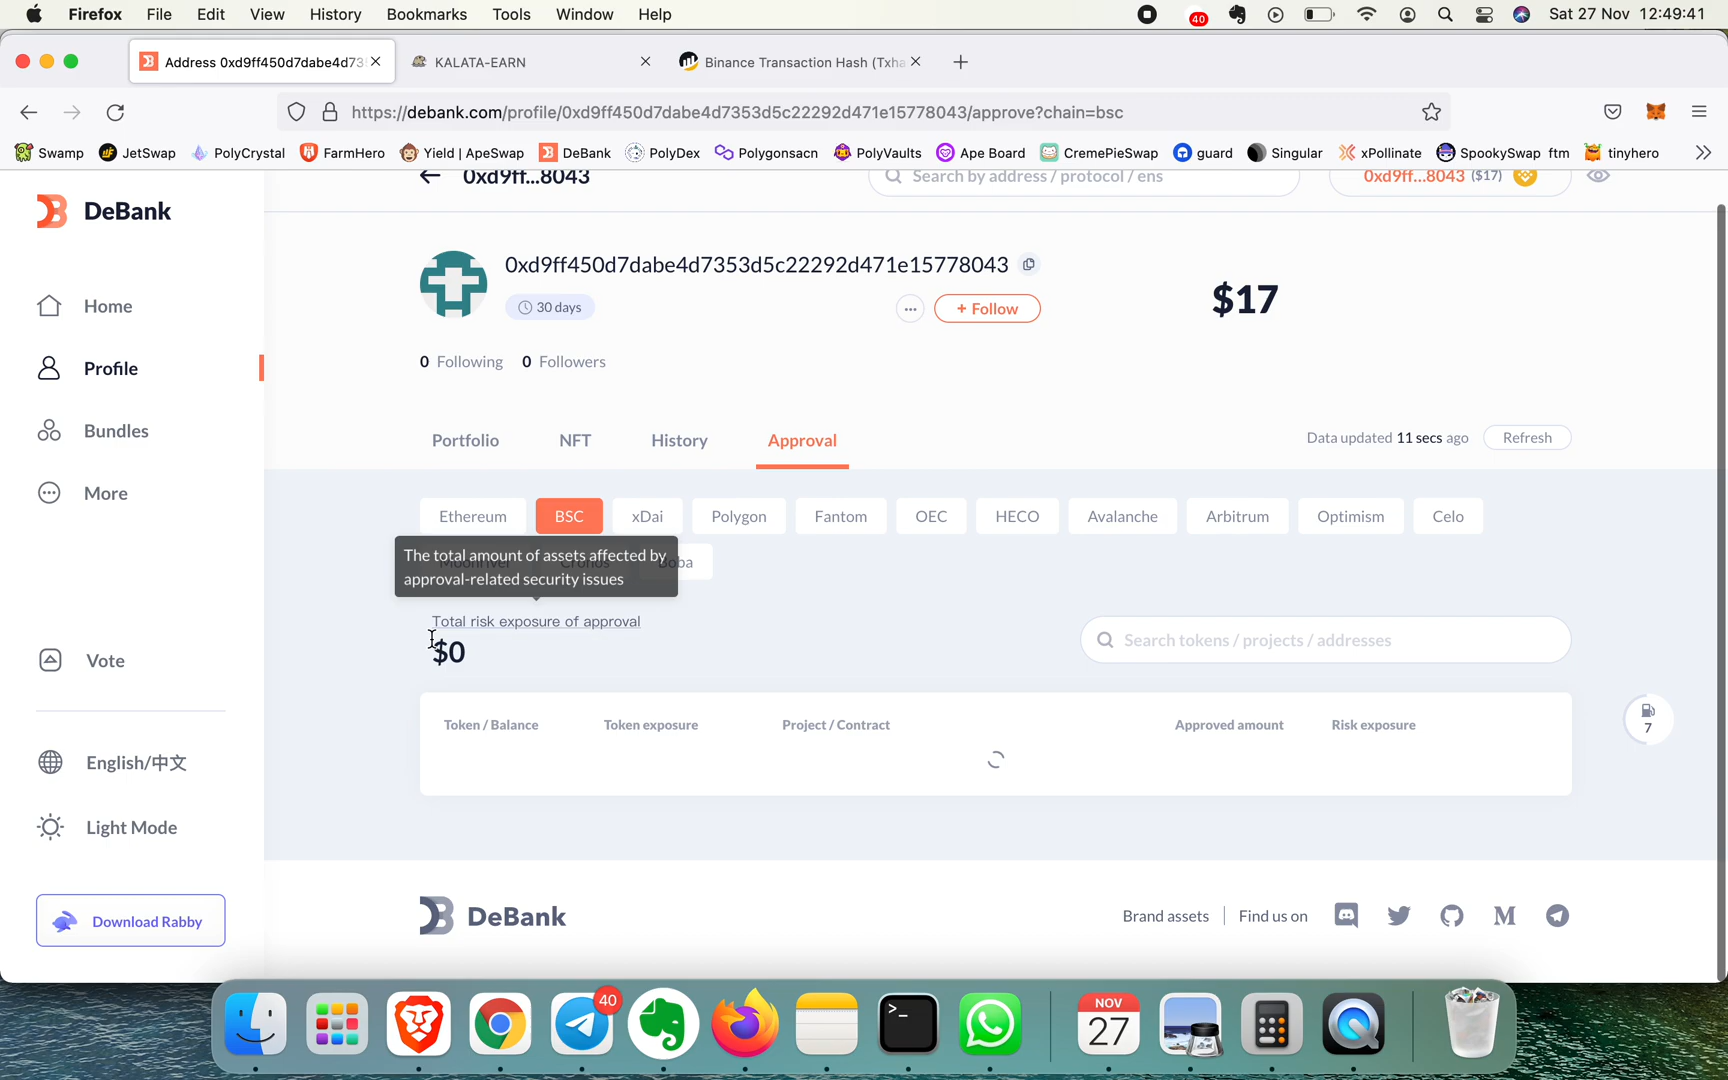 Firefox File Edit View History Bookmarks Tools Window Help 40 Sat 27 Nov 12:49:41
Address 0xd9ff450d7dabe4d73 KALATA-EARN Binance Transaction Hash (Txha
https://debank.com/profile/0xd9ff450d7dabe4d7353d5c22292d471e15778043/approve?chain=bsc
Swamp JetSwap PolyCrystal FarmHero Yield | ApeSwap DeBank PolyDex Polygonsacn PolyVaults Ape Board CremePieSwap guard Singular xPollinate SpookySwap ftm tinyhero
0xd9ff...8043 Search by address / protocol / ens 0xd9ff...8043 ($17)
DeBank
0xd9ff450d7dabe4d7353d5c22292d471e15778043
30 days
+ Follow
$17
0 Following 0 Followers
Home
Profile
Bundles
More
Portfolio NFT History Approval Data updated 11 secs ago Refresh
Ethereum BSC xDai Polygon Fantom OEC HECO Avalanche Arbitrum Optimism Celo
Moonriver Cronos Boba
The total amount of assets affected by
approval-related security issues
Total risk exposure of approval
$0
Search tokens / projects / addresses
Token / Balance Token exposure Project / Contract Approved amount Risk exposure
7
Vote
English/中文
Light Mode
Download Rabby
DeBank
Brand assets Find us on
40
NOV
27